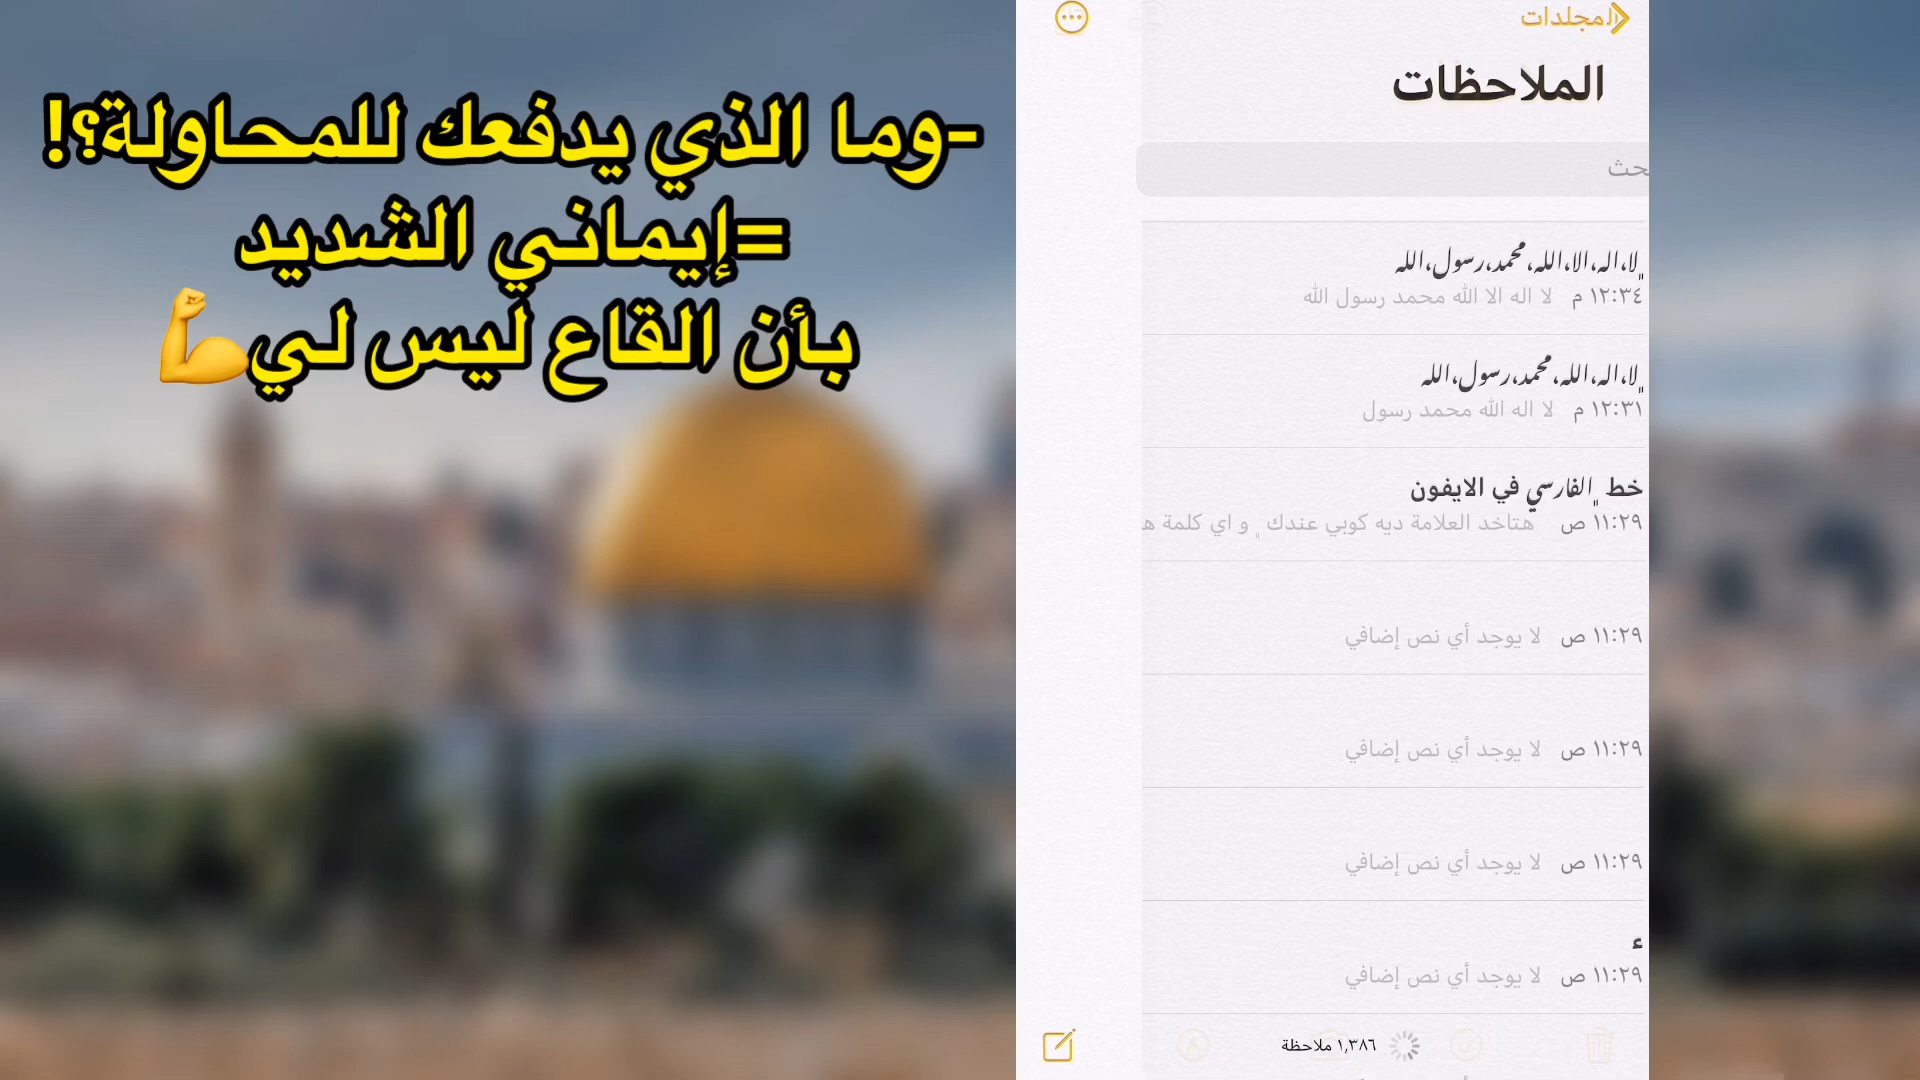 -وما الذي يدفعك للمحاولة؟!
=إيماني الشديد
بأن القاع ليس لي💪
المجلدات
الملاحظات
حث
لا،اله،الا،الله،محمد،رسول،الله
١٢:٣٤ م لا اله الا الله محمد رسول الله
لا،اله،الله،محمد،رسول،الله
١٢:٣١ م لا اله الله محمد رسول
خط الفارسي في الايفون
١١:٢٩ ص هتاخد العلامة ديه كوبي عندك و اي كلمة ه
١١:٢٩ ص لا يوجد أي نص إضافي
١١:٢٩ ص لا يوجد أي نص إضافي
١١:٢٩ ص لا يوجد أي نص إضافي
ء
١١:٢٩ ص لا يوجد أي نص إضافي
١,٣٨٦ ملاحظة